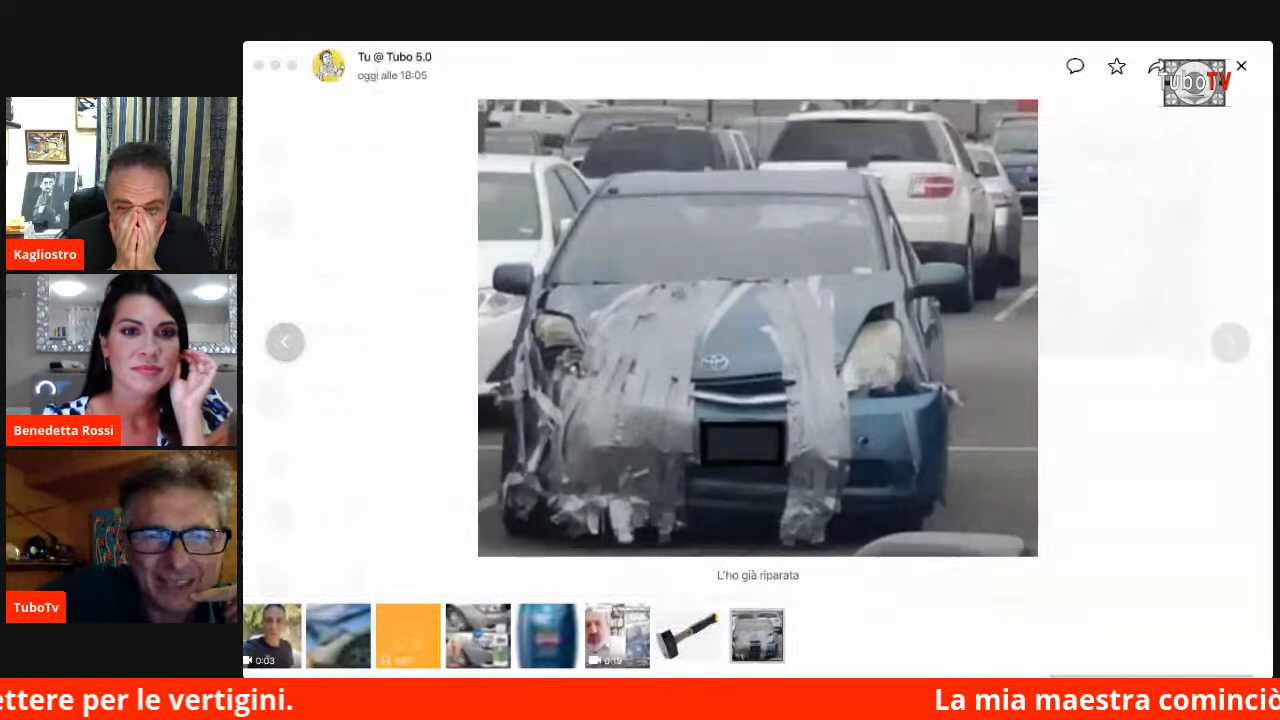 Tu @ Tubo 5.0
oggi alle 18:05
TuboTV
Kagliostro
Benedetta Rossi
TuboTv
L'ho già riparata
0:03
0:19
ettere per le vertigini.
La mia maestra cominciò